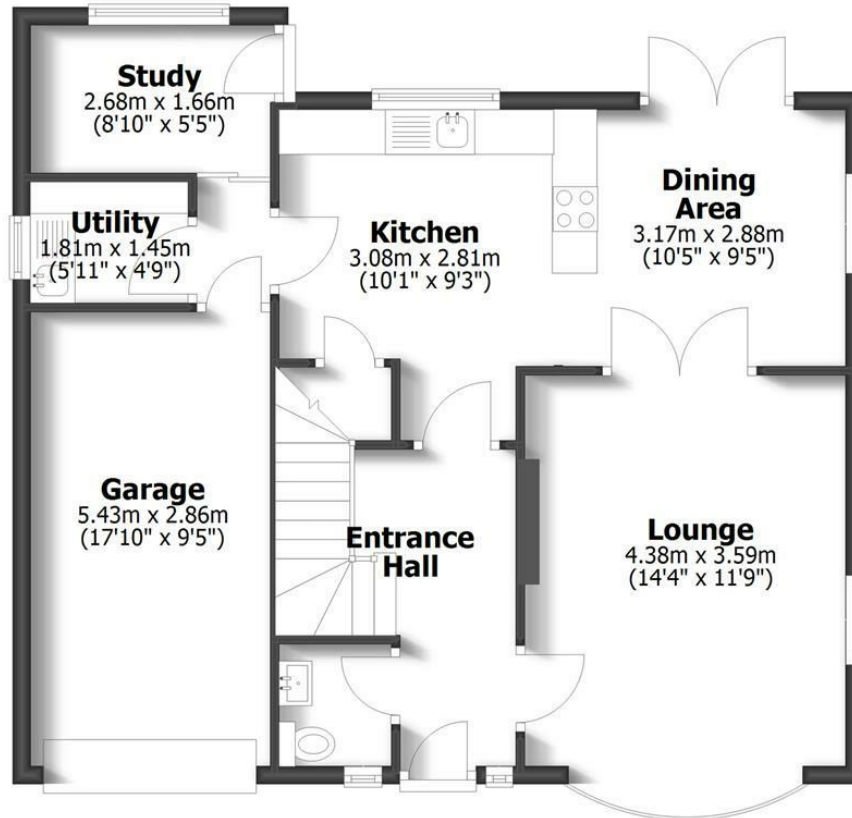 Study
2.68m x 1.66m
(8'10" x 5'5")
Utility
1.81m x 1.45m
(5'11" x 4'9")
Kitchen
3.08m x 2.81m
(10'1" x 9'3")
Dining
Area
3.17m x 2.88m
(10'5" x 9'5")
Garage
5.43m x 2.86m
(17'10" x 9'5")
Entrance
Hall
Lounge
4.38m x 3.59m
(14'4" x 11'9")